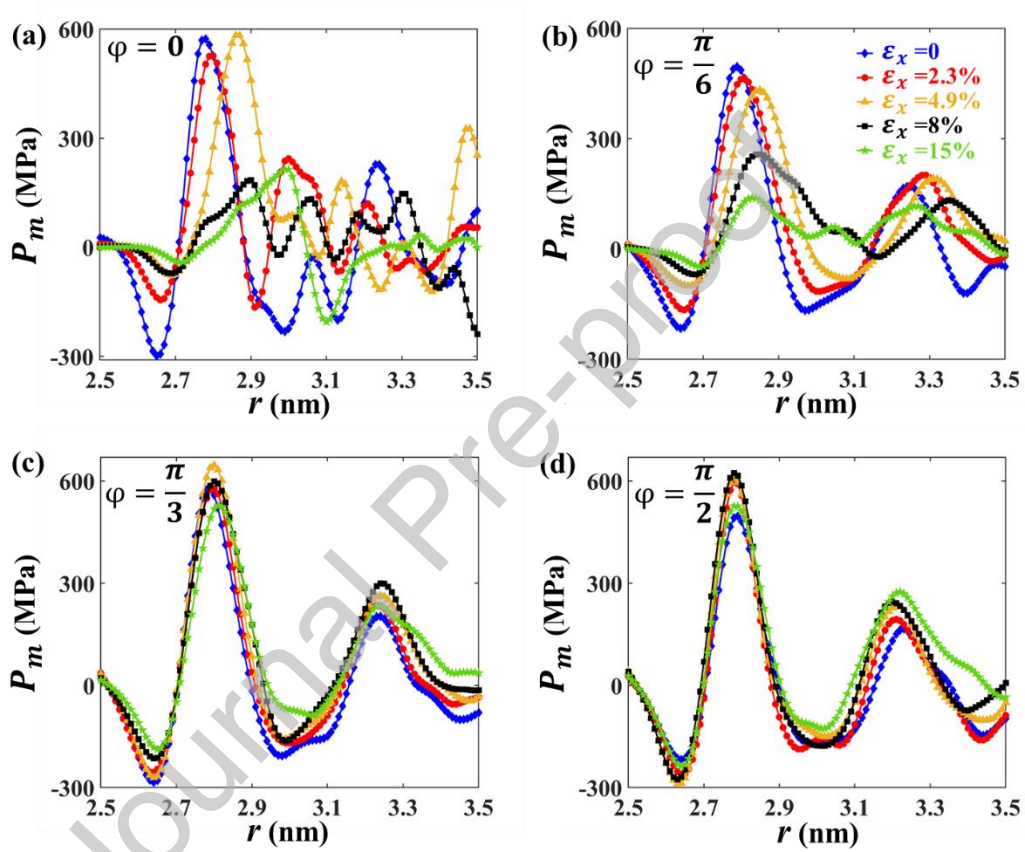 (a) φ = 0
600
300
0
-300
P_m (MPa)
2.5 2.7 2.9 3.1 3.3 3.5
r (nm)
(b) φ = π/6
ε_x =0
ε_x =2.3%
ε_x =4.9%
ε_x =8%
ε_x =15%
600
300
0
-300
P_m (MPa)
2.5 2.7 2.9 3.1 3.3 3.5
r (nm)
(c) φ = π/3
600
300
0
-300
P_m (MPa)
2.5 2.7 2.9 3.1 3.3 3.5
r (nm)
(d) φ = π/2
600
300
0
-300
P_m (MPa)
2.5 2.7 2.9 3.1 3.3 3.5
r (nm)
Journal Pre-proof